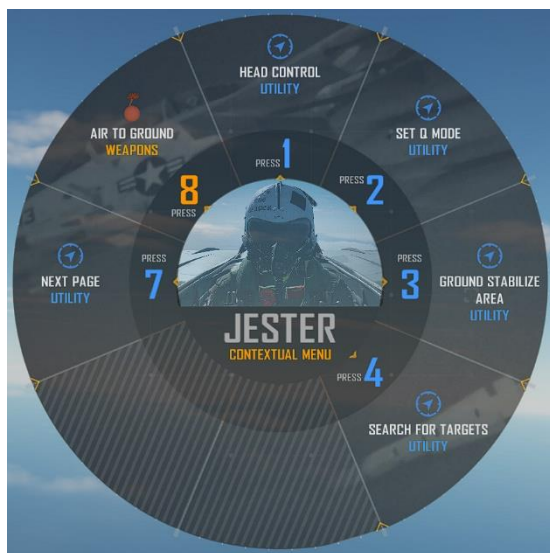 HEAD CONTROL
UTILITY
PRESS 1
SET Q MODE
UTILITY
PRESS 2
GROUND STABILIZE
AREA
UTILITY
PRESS 3
SEARCH FOR TARGETS
UTILITY
PRESS 4
NEXT PAGE
UTILITY
PRESS 7
AIR TO GROUND
WEAPONS
PRESS 8
JESTER
CONTEXTUAL MENU